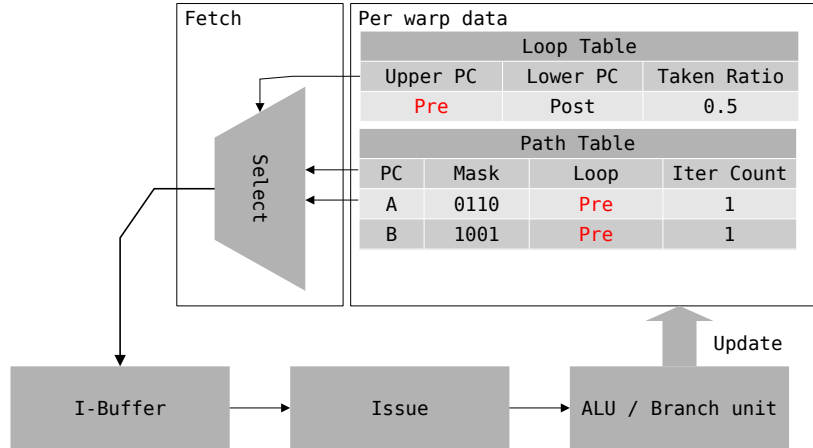 Fetch
Per warp data
Loop Table
Upper PC Lower PC Taken Ratio
Pre Post 0.5
Path Table
PC Mask Loop Iter Count
A 0110 Pre 1
B 1001 Pre 1
Select
Update
I-Buffer
Issue
ALU / Branch unit